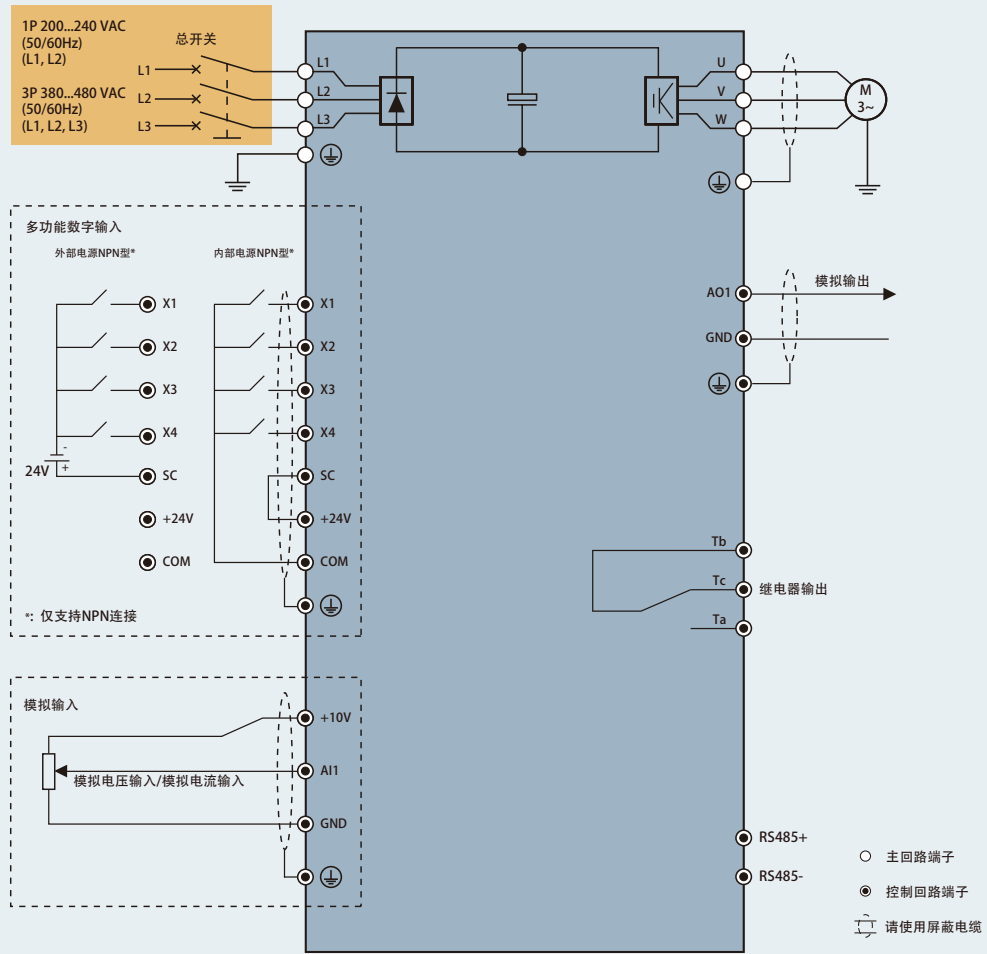 1P 200...240 VAC
(50/60Hz)
(L1, L2)
3P 380...480 VAC
(50/60Hz)
(L1, L2, L3)
总开关
L1
L2
L3
L1
L2
L3
U
V
W
M
3~
多功能数字输入
外部电源NPN型*
内部电源NPN型*
X1
X2
X3
X4
-
+
24V
SC
+24V
COM
X1
X2
X3
X4
SC
+24V
COM
*: 仅支持NPN连接
AO1
模拟输出
GND
Tb
Tc
继电器输出
Ta
模拟输入
+10V
AI1
模拟电压输入/模拟电流输入
GND
RS485+
RS485-
主回路端子
控制回路端子
请使用屏蔽电缆